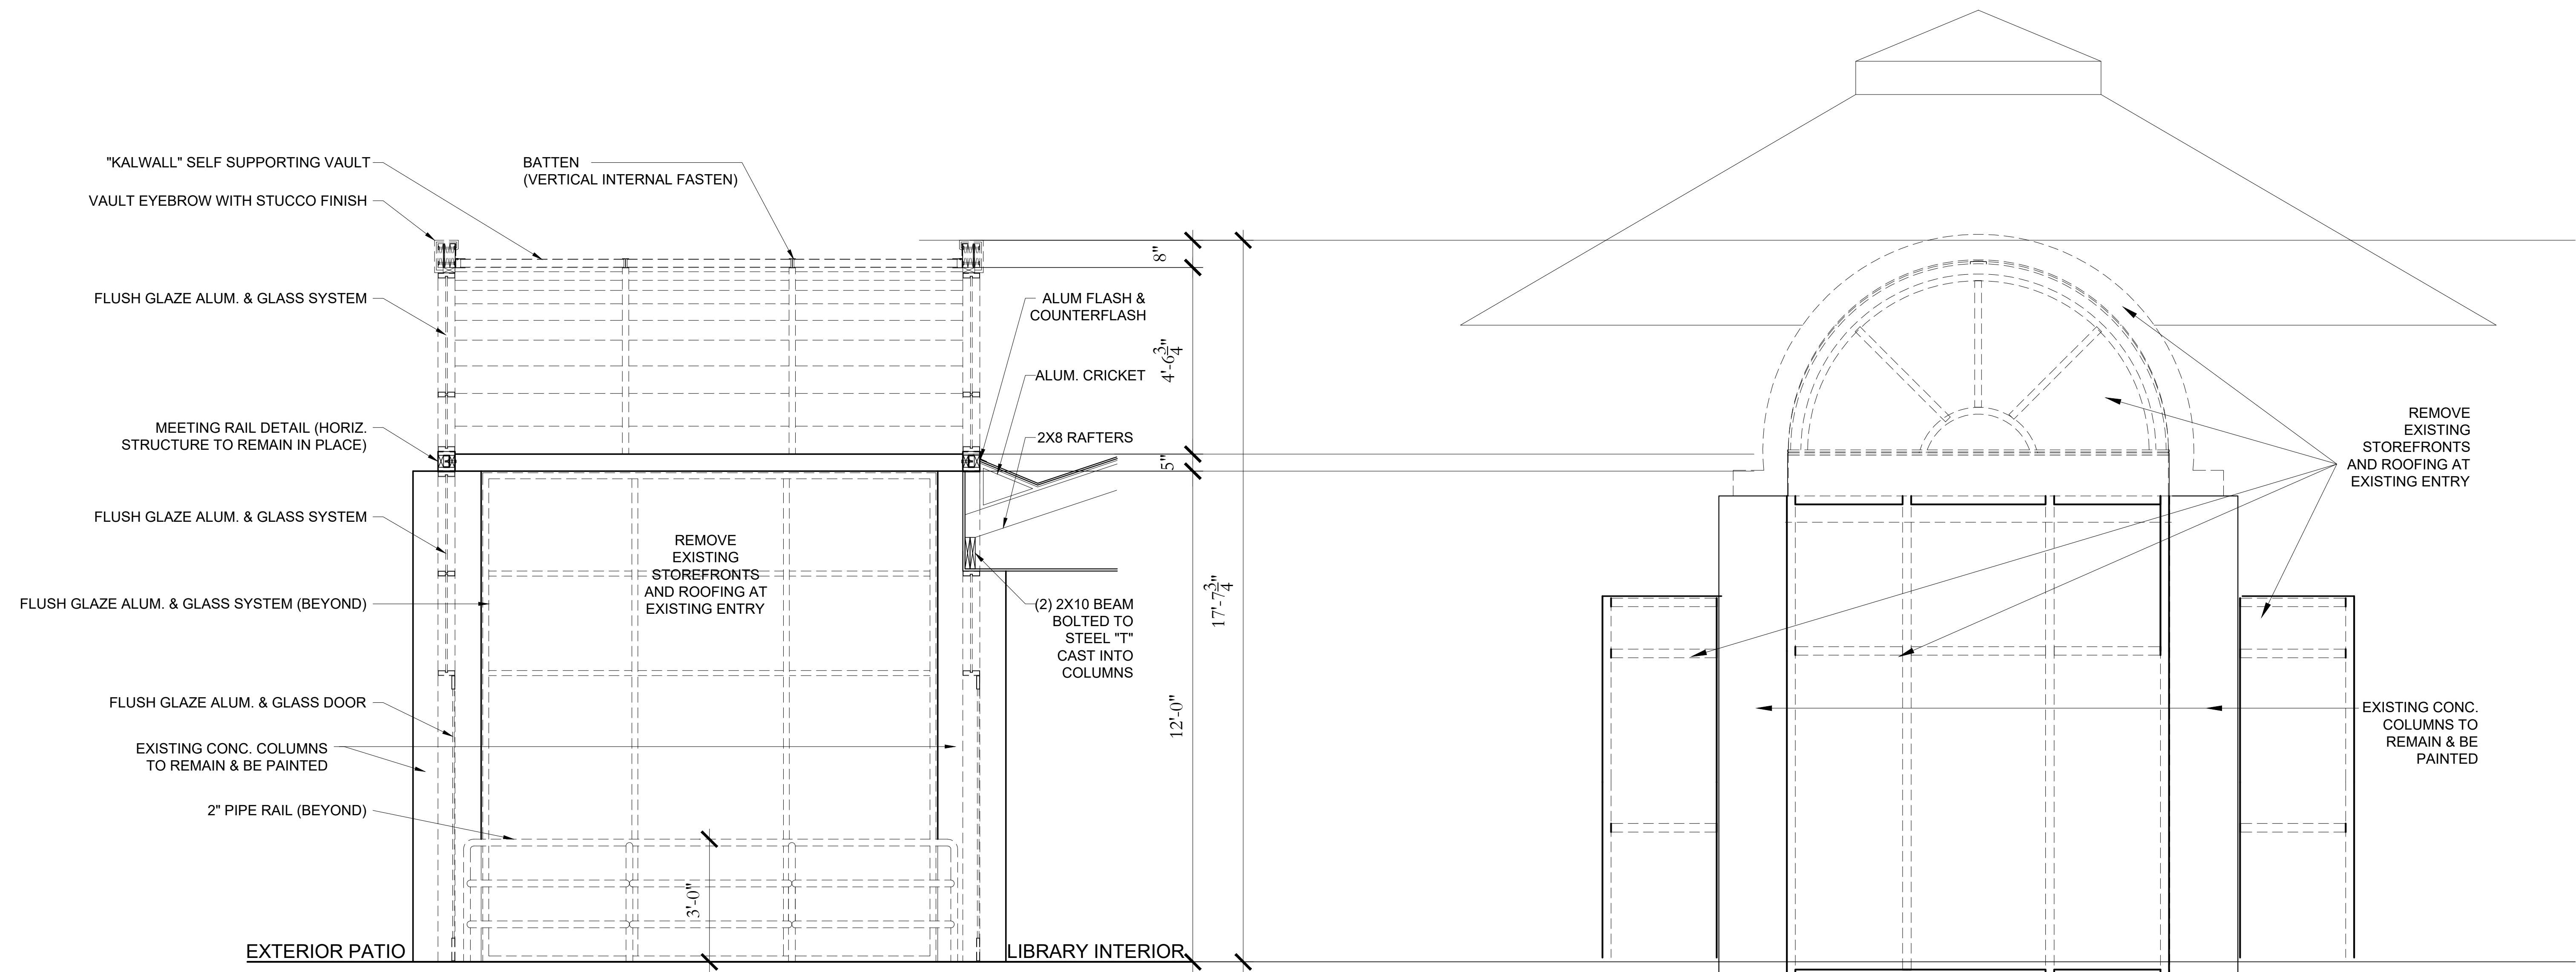 "KALWALL" SELF SUPPORTING VAULT
VAULT EYEBROW WITH STUCCO FINISH
FLUSH GLAZE ALUM. & GLASS SYSTEM
MEETING RAIL DETAIL (HORIZ.
STRUCTURE TO REMAIN IN PLACE)
FLUSH GLAZE ALUM. & GLASS SYSTEM
FLUSH GLAZE ALUM. & GLASS SYSTEM (BEYOND)
FLUSH GLAZE ALUM. & GLASS DOOR
EXISTING CONC. COLUMNS
TO REMAIN & BE PAINTED
2" PIPE RAIL (BEYOND)
EXTERIOR PATIO
BATTEN
(VERTICAL INTERNAL FASTEN)
REMOVE
EXISTING
STOREFRONTS
AND ROOFING AT
EXISTING ENTRY
3'-0"
ALUM FLASH &
COUNTERFLASH
ALUM. CRICKET
2X8 RAFTERS
(2) 2X10 BEAM
BOLTED TO
STEEL "T"
CAST INTO
COLUMNS
LIBRARY INTERIOR
8"
4'-6 3/4"
5"
12'-0"
17'-7 3/4"
REMOVE
EXISTING
STOREFRONTS
AND ROOFING AT
EXISTING ENTRY
EXISTING CONC.
COLUMNS TO
REMAIN & BE
PAINTED